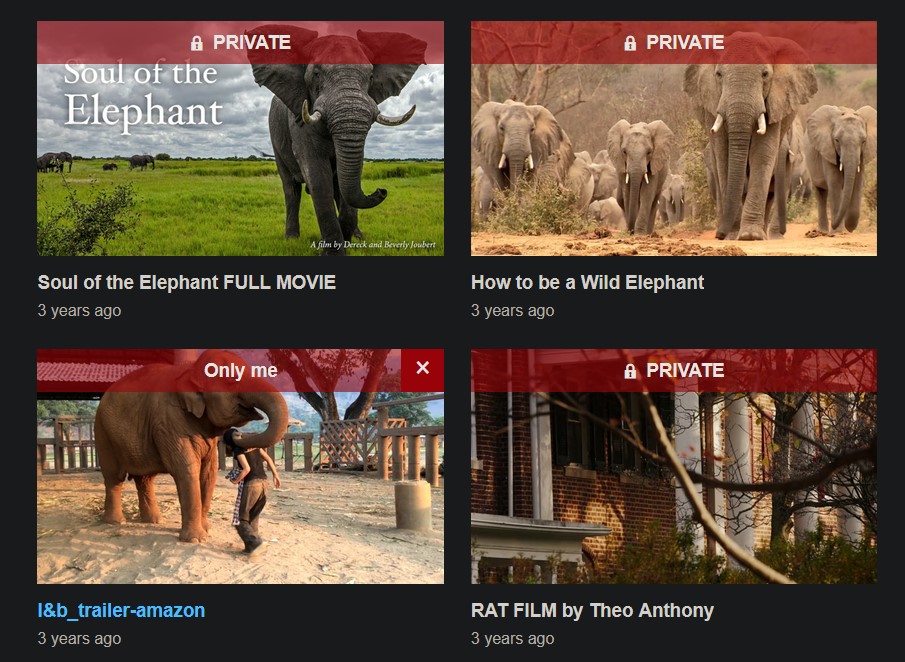 PRIVATE
Soul of the
Elephant
A film by Dereck and Beverly Joubert
Soul of the Elephant FULL MOVIE
3 years ago
PRIVATE
How to be a Wild Elephant
3 years ago
Only me
l&b_trailer-amazon
3 years ago
PRIVATE
RAT FILM by Theo Anthony
3 years ago